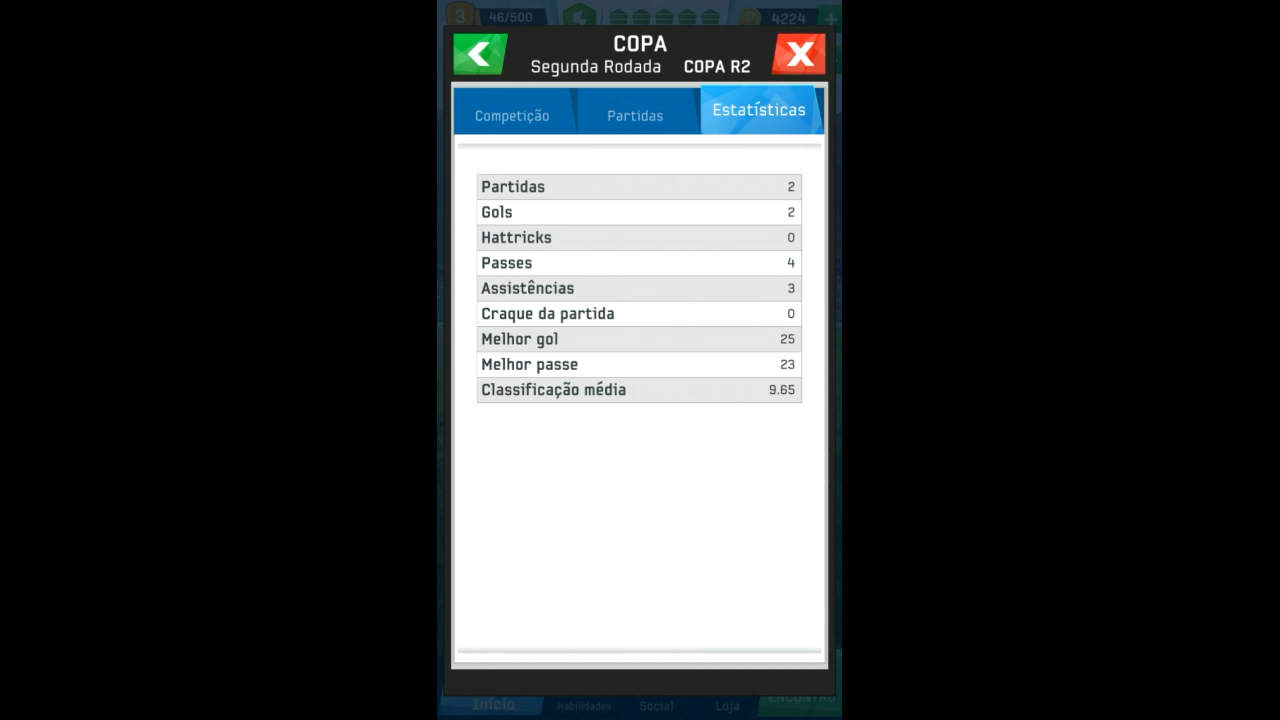 3 46/500 4224 +
COPA
Segunda Rodada COPA R2
Competição Partidas Estatísticas
Partidas 2
Gols 2
Hattricks 0
Passes 4
Assistências 3
Craque da partida 0
Melhor gol 25
Melhor passe 23
Classificação média 9.65
Início Habilidades Social Loja ENCONTRO